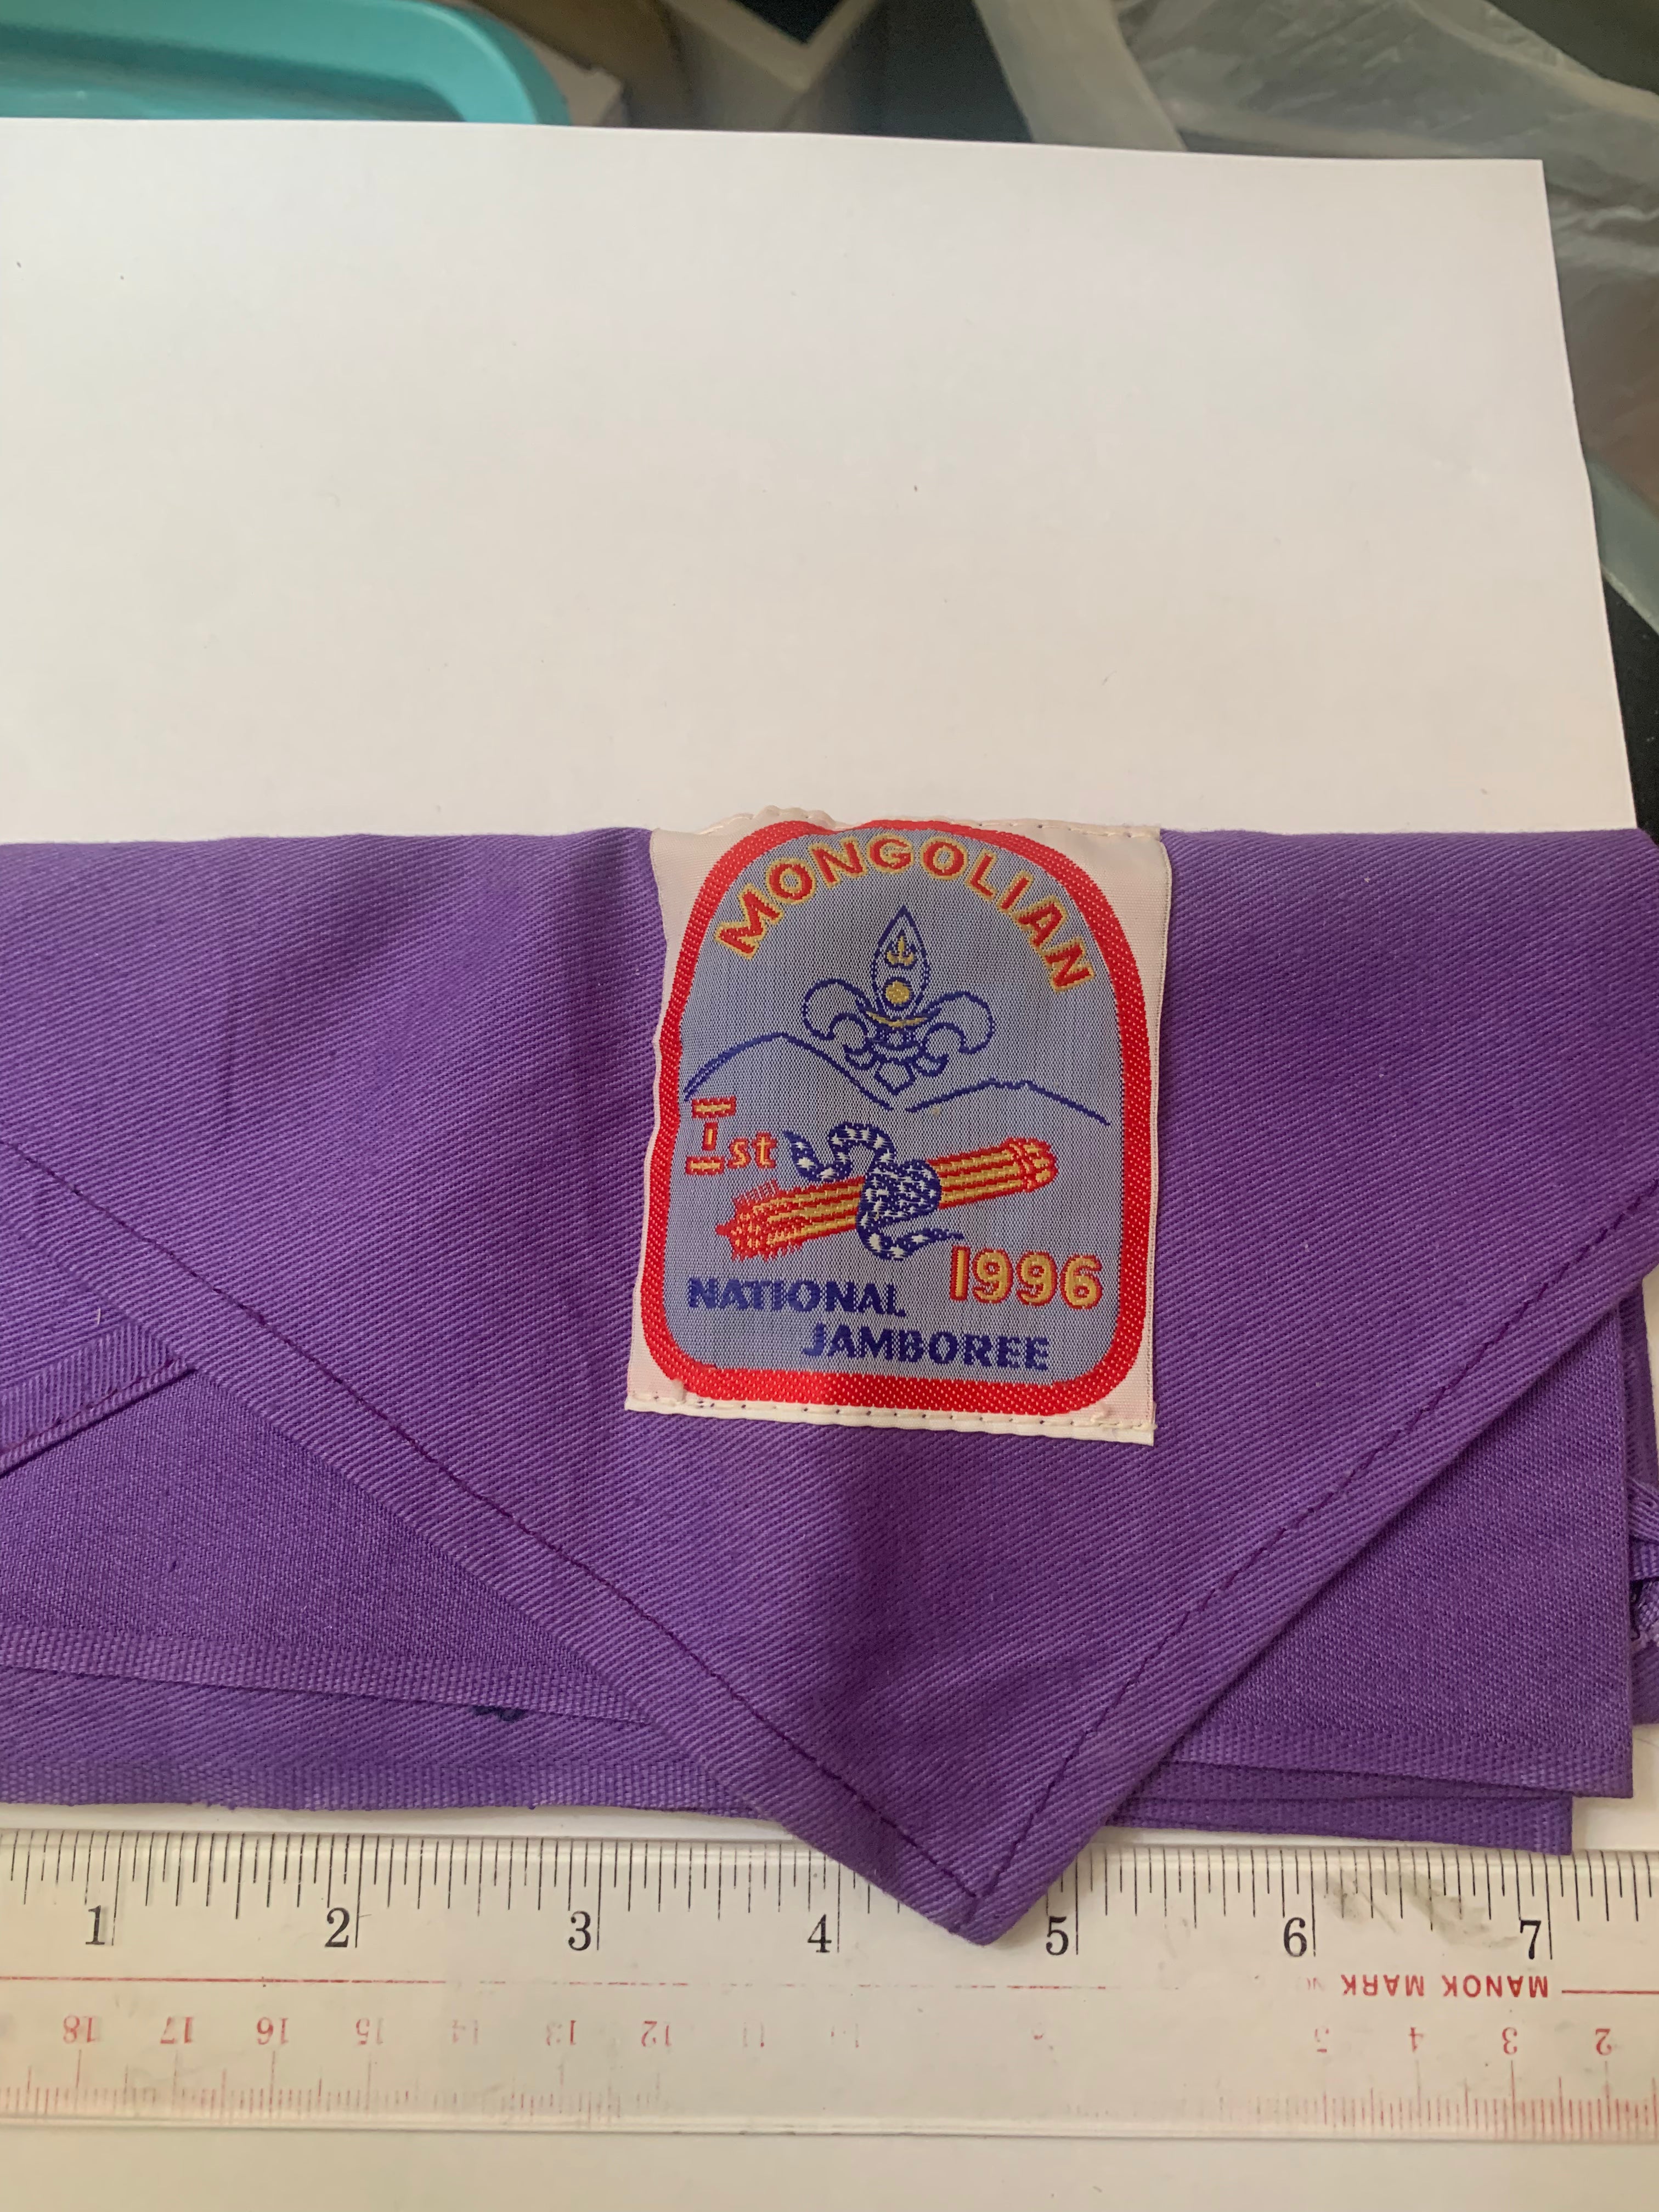 MONGOLIAN
1st
1996
NATIONAL
JAMBOREE
1 2 3 4 5 6 7
MANOK MARK
18 17 16 15 14 13 12 11 5 4 3 2